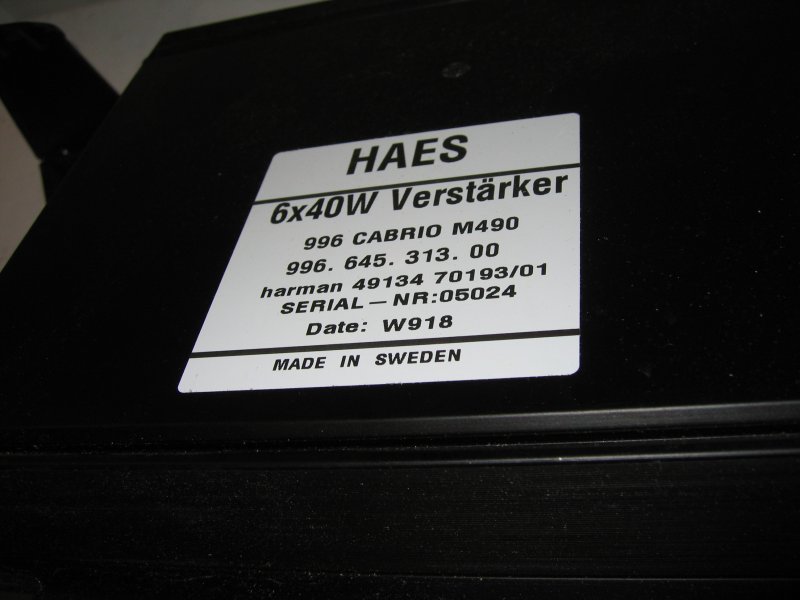 HAES
6x40W Verstärker
996 CABRIO M490
996. 645. 313. 00
harman 49134 70193/01
SERIAL – NR:05024
Date: W918
MADE IN SWEDEN